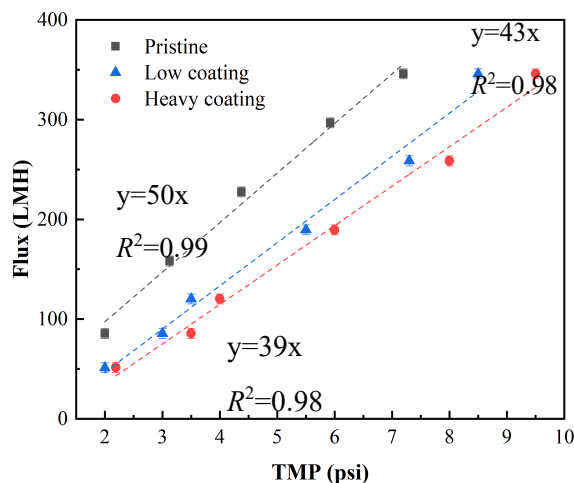 400
300
200
100
0
Flux (LMH)
Pristine
Low coating
Heavy coating
y=43x
R²=0.98
y=50x
R²=0.99
y=39x
R²=0.98
2 3 4 5 6 7 8 9 10
TMP (psi)